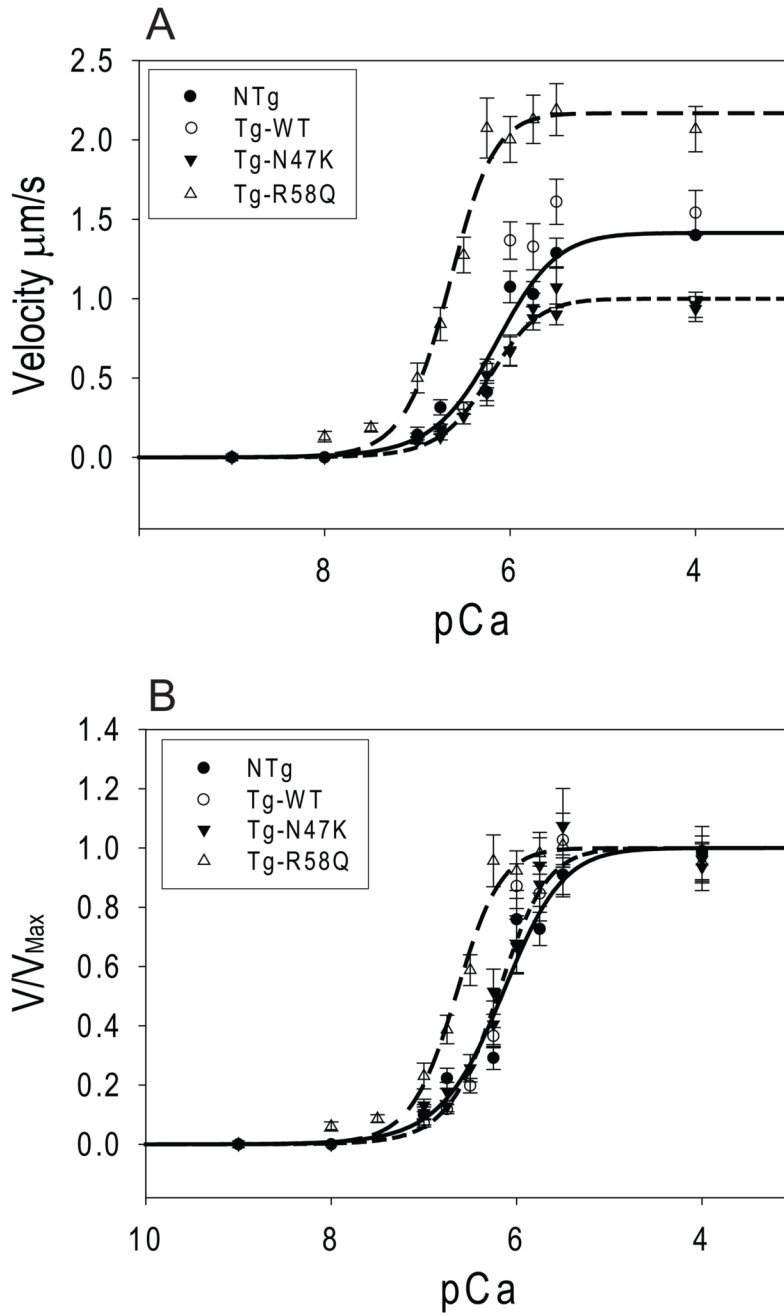 A
2.5
2.0
1.5
1.0
0.5
0.0
Velocity μm/s
NTg
Tg-WT
Tg-N47K
Tg-R58Q
8 6 4
pCa
B
1.4
1.2
1.0
0.8
0.6
0.4
0.2
0.0
V/VMax
NTg
Tg-WT
Tg-N47K
Tg-R58Q
10 8 6 4
pCa